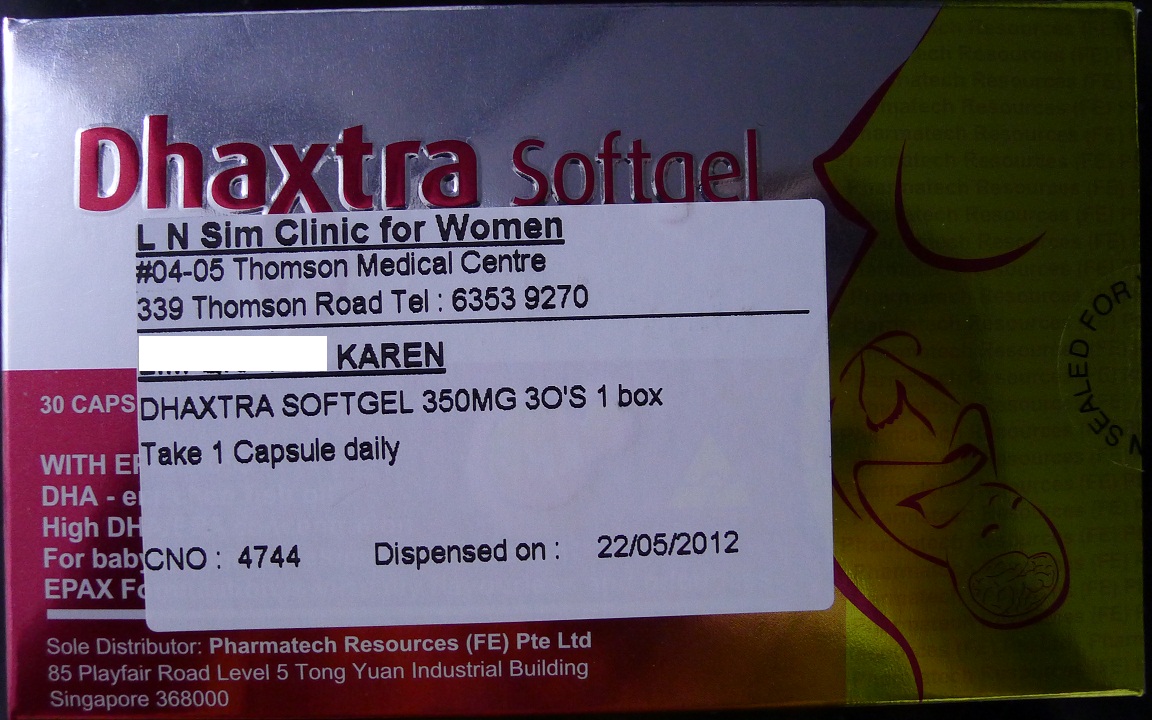 Dhaxtra Softgel
L N Sim Clinic for Women
#04-05 Thomson Medical Centre
339 Thomson Road Tel : 6353 9270
KAREN
DHAXTRA SOFTGEL 350MG 30'S 1 box
Take 1 Capsule daily
CNO : 4744 Dispensed on : 22/05/2012
30 CAPS
WITH
DHA -
High DH
For baby
EPAX
Sole Distributor: Pharmatech Resources (FE) Pte Ltd
85 Playfair Road Level 5 Tong Yuan Industrial Building
Singapore 368000
SEALED FOR